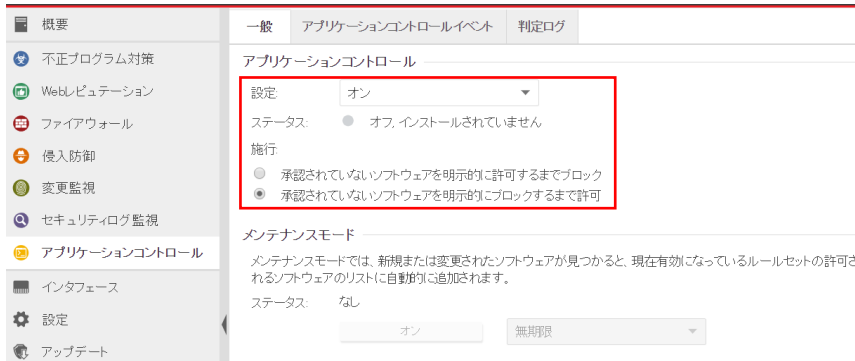 概要
不正プログラム対策
Webレピュテーション
ファイアウォール
侵入防御
変更監視
セキュリティログ監視
アプリケーションコントロール
インタフェース
設定
アップデート
一般 アプリケーションコントロールイベント 判定ログ
アプリケーションコントロール
設定: オン
ステータス: オフ, インストールされていません
施行:
承認されていないソフトウェアを明示的に許可するまでブロック
承認されていないソフトウェアを明示的にブロックするまで許可
メンテナンスモード
メンテナンスモードでは、新規または変更されたソフトウェアが見つかると、現在有効になっているルールセットの許可さ
れるソフトウェアのリストに自動的に追加されます。
ステータス: なし
オン 無期限